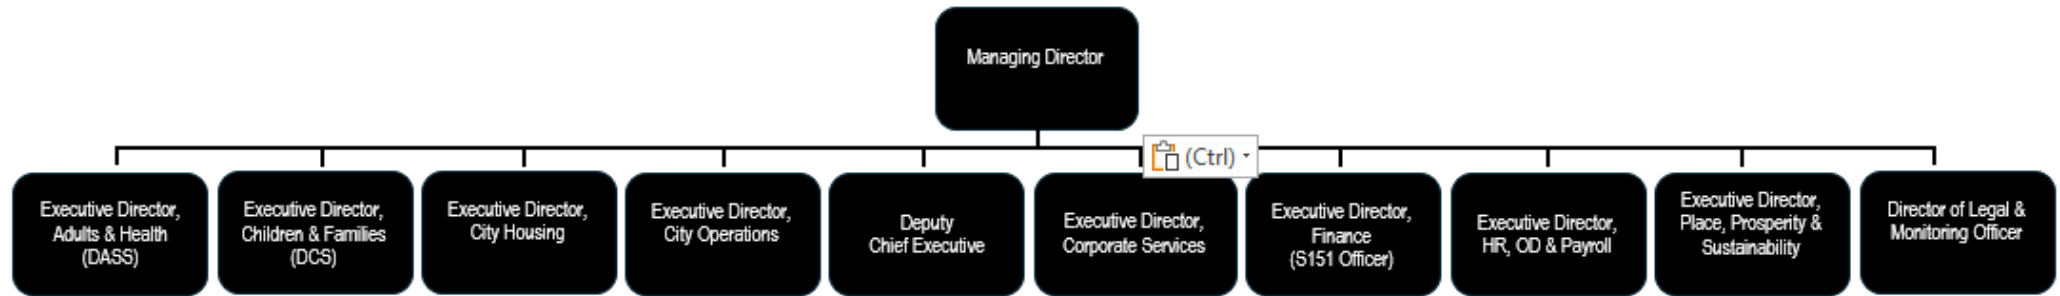 Managing Director
(Ctrl)
Executive Director,
Adults & Health
(DASS)
Executive Director,
Children & Families
(DCS)
Executive Director,
City Housing
Executive Director,
City Operations
Deputy
Chief Executive
Executive Director,
Corporate Services
Executive Director,
Finance
(S151 Officer)
Executive Director,
HR, OD & Payroll
Executive Director,
Place, Prosperity &
Sustainability
Director of Legal &
Monitoring Officer